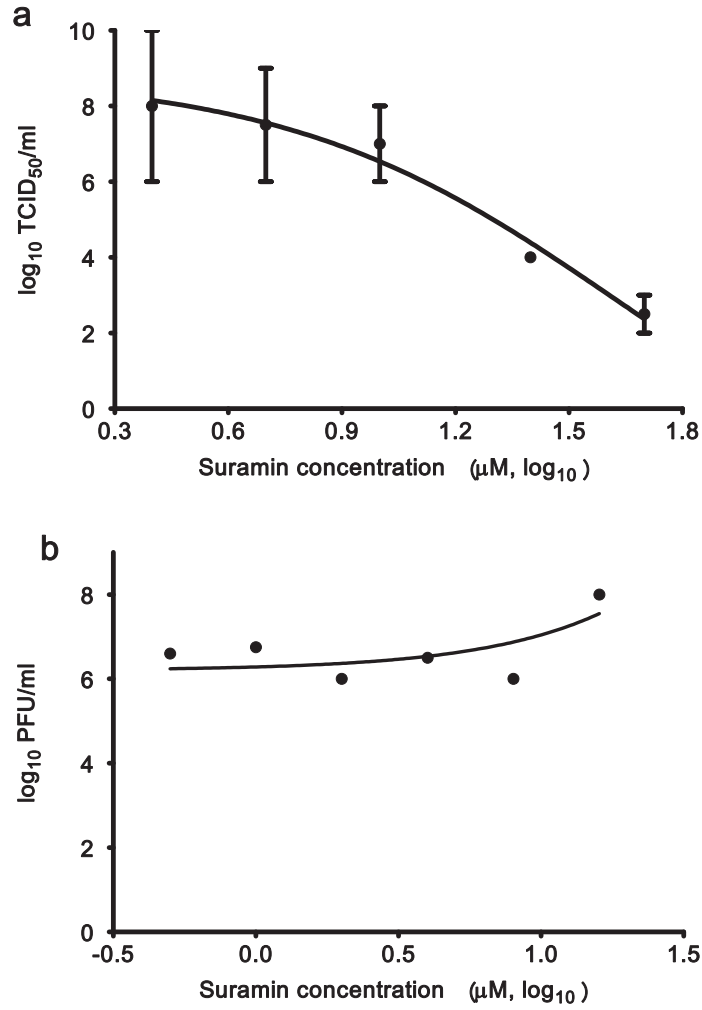 a
10
8
6
4
2
0
log10 TCID50/ml
0.3 0.6 0.9 1.2 1.5 1.8
Suramin concentration (μM, log10 )
b
8
6
4
2
0
log10 PFU/ml
-0.5 0.0 0.5 1.0 1.5
Suramin concentration (μM, log10 )